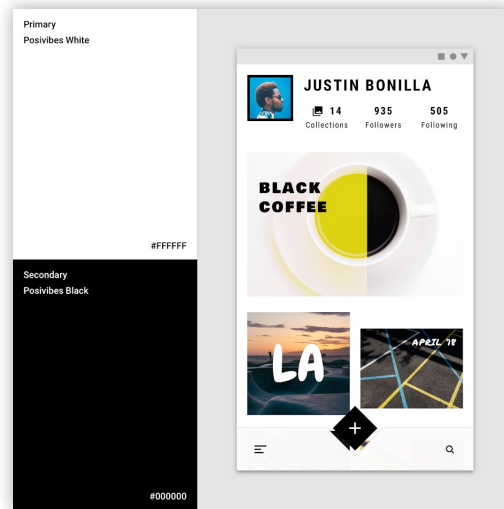 Primary
Posivibes White
#FFFFFF
Secondary
Posivibes Black
#000000
JUSTIN BONILLA
14 935 505
Collections Followers Following
BLACK
COFFEE
LA
APRIL '18